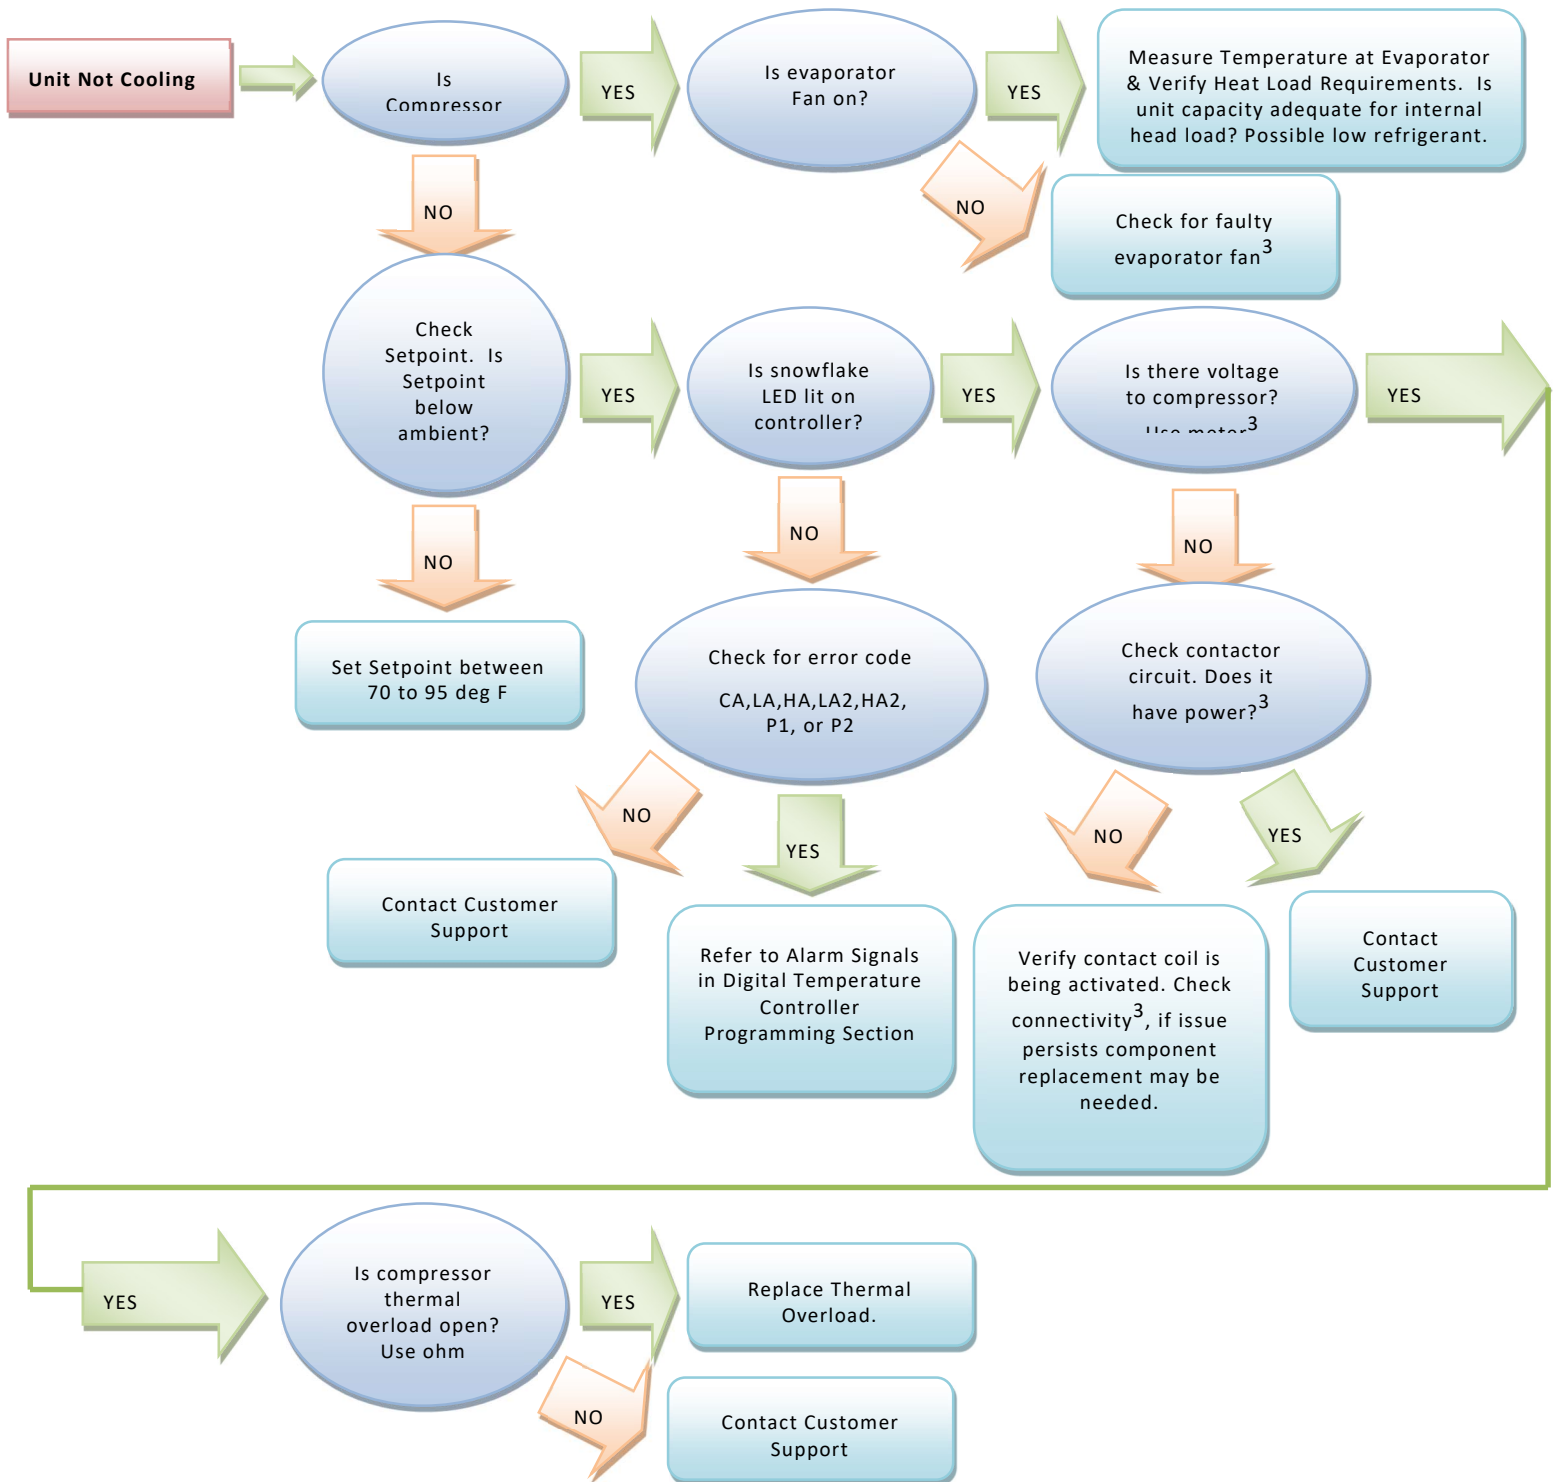 Unit Not Cooling
Is
Compressor
YES
Is evaporator
Fan on?
YES
Measure Temperature at Evaporator
& Verify Heat Load Requirements. Is
unit capacity adequate for internal
head load? Possible low refrigerant.
NO
NO
Check for faulty
evaporator fan3
Check
Setpoint. Is
Setpoint
below
ambient?
YES
Is snowflake
LED lit on
controller?
YES
Is there voltage
to compressor?
Use meter3
YES
NO
NO
NO
Set Setpoint between
70 to 95 deg F
Check for error code
CA,LA,HA,LA2,HA2,
P1, or P2
Check contactor
circuit. Does it
have power?3
NO
YES
NO
YES
Contact Customer
Support
Refer to Alarm Signals
in Digital Temperature
Controller
Programming Section
Verify contact coil is
being activated. Check
connectivity3, if issue
persists component
replacement may be
needed.
Contact
Customer
Support
YES
Is compressor
thermal
overload open?
Use ohm
YES
Replace Thermal
Overload.
NO
Contact Customer
Support